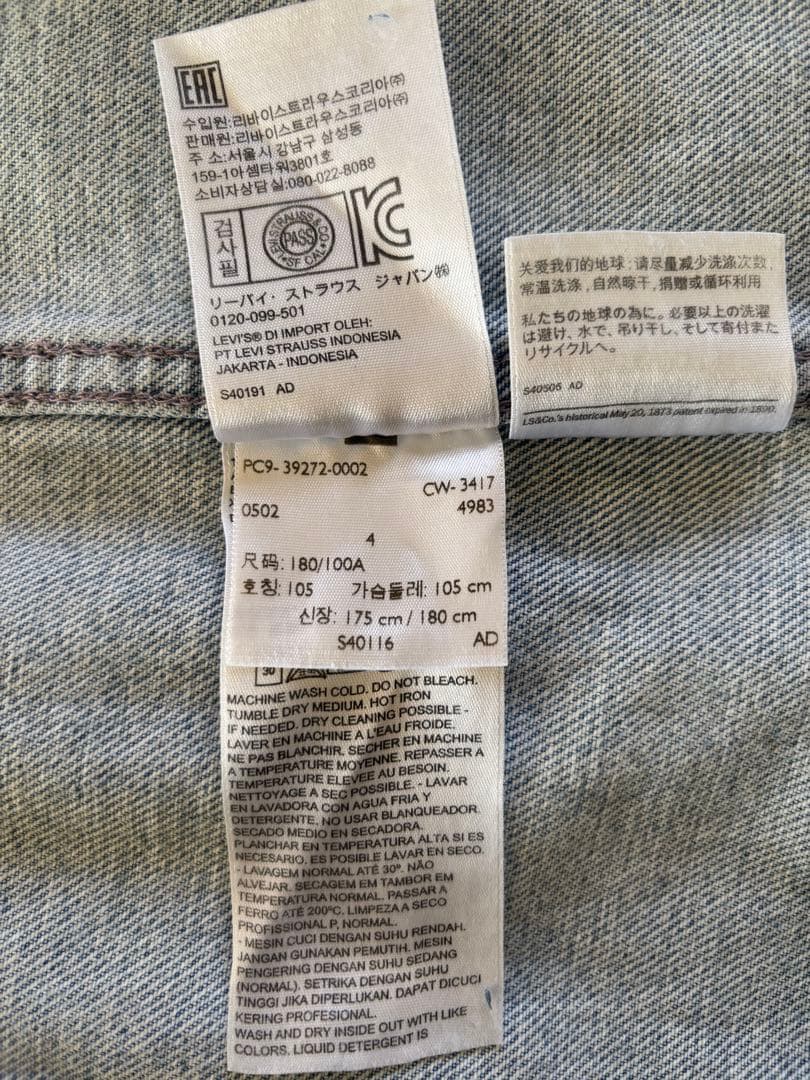 EAC
수입원:리바이스트라우스코리아㈜
판매원:리바이스트라우스코리아㈜
주 소:서울시 강남구 삼성동
159-1아셈타워3801호
소비자상담실:080-022-8088
검사필
STRAUSS & CO.
PASS
SF CAL
리ーバイ・ストラウス ジャパン㈱
0120-099-501
LEVI'S® DI IMPORT OLEH:
PT LEVI STRAUSS INDONESIA
JAKARTA - INDONESIA
S40191 AD
关爱我们的地球:请尽量减少洗涤次数,
常温洗涤,自然晾干,捐赠或循环利用
私たちの地球の為に。必要以上の洗濯
は避け、水で、吊り干し、そして寄付また
リサイクルへ。
S40505 AD
LS&Co.'s historical May 20, 1873 patent expired in 1890.
PC9-39272-0002
CW-3417
0502
4983
4
尺码: 180/100A
호칭: 105 가슴둘레: 105 cm
신장: 175 cm / 180 cm
S40116 AD
30
MACHINE WASH COLD. DO NOT BLEACH.
TUMBLE DRY MEDIUM. HOT IRON
IF NEEDED. DRY CLEANING POSSIBLE -
LAVER EN MACHINE A L'EAU FROIDE.
NE PAS BLANCHIR. SECHER EN MACHINE
A TEMPERATURE MOYENNE. REPASSER A
TEMPERATURE ELEVEE AU BESOIN.
NETTOYAGE A SEC POSSIBLE. - LAVAR
EN LAVADORA CON AGUA FRIA Y
DETERGENTE. NO USAR BLANQUEADOR.
SECADO MEDIO EN SECADORA.
PLANCHAR EN TEMPERATURA ALTA SI ES
NECESARIO. ES POSIBLE LAVAR EN SECO.
- LAVAGEM NORMAL ATÉ 30º. NÃO
ALVEJAR. SECAGEM EM TAMBOR EM
TEMPERATURA NORMAL. PASSAR A
FERRO ATÉ 200ºC. LIMPEZA A SECO
PROFISSIONAL P, NORMAL.
- MESIN CUCI DENGAN SUHU RENDAH.
JANGAN GUNAKAN PEMUTIH. MESIN
PENGERING DENGAN SUHU SEDANG
(NORMAL). SETRIKA DENGAN SUHU
TINGGI JIKA DIPERLUKAN. DAPAT DICUCI
KERING PROFESIONAL.
WASH AND DRY INSIDE OUT WITH LIKE
COLORS. LIQUID DETERGENT IS